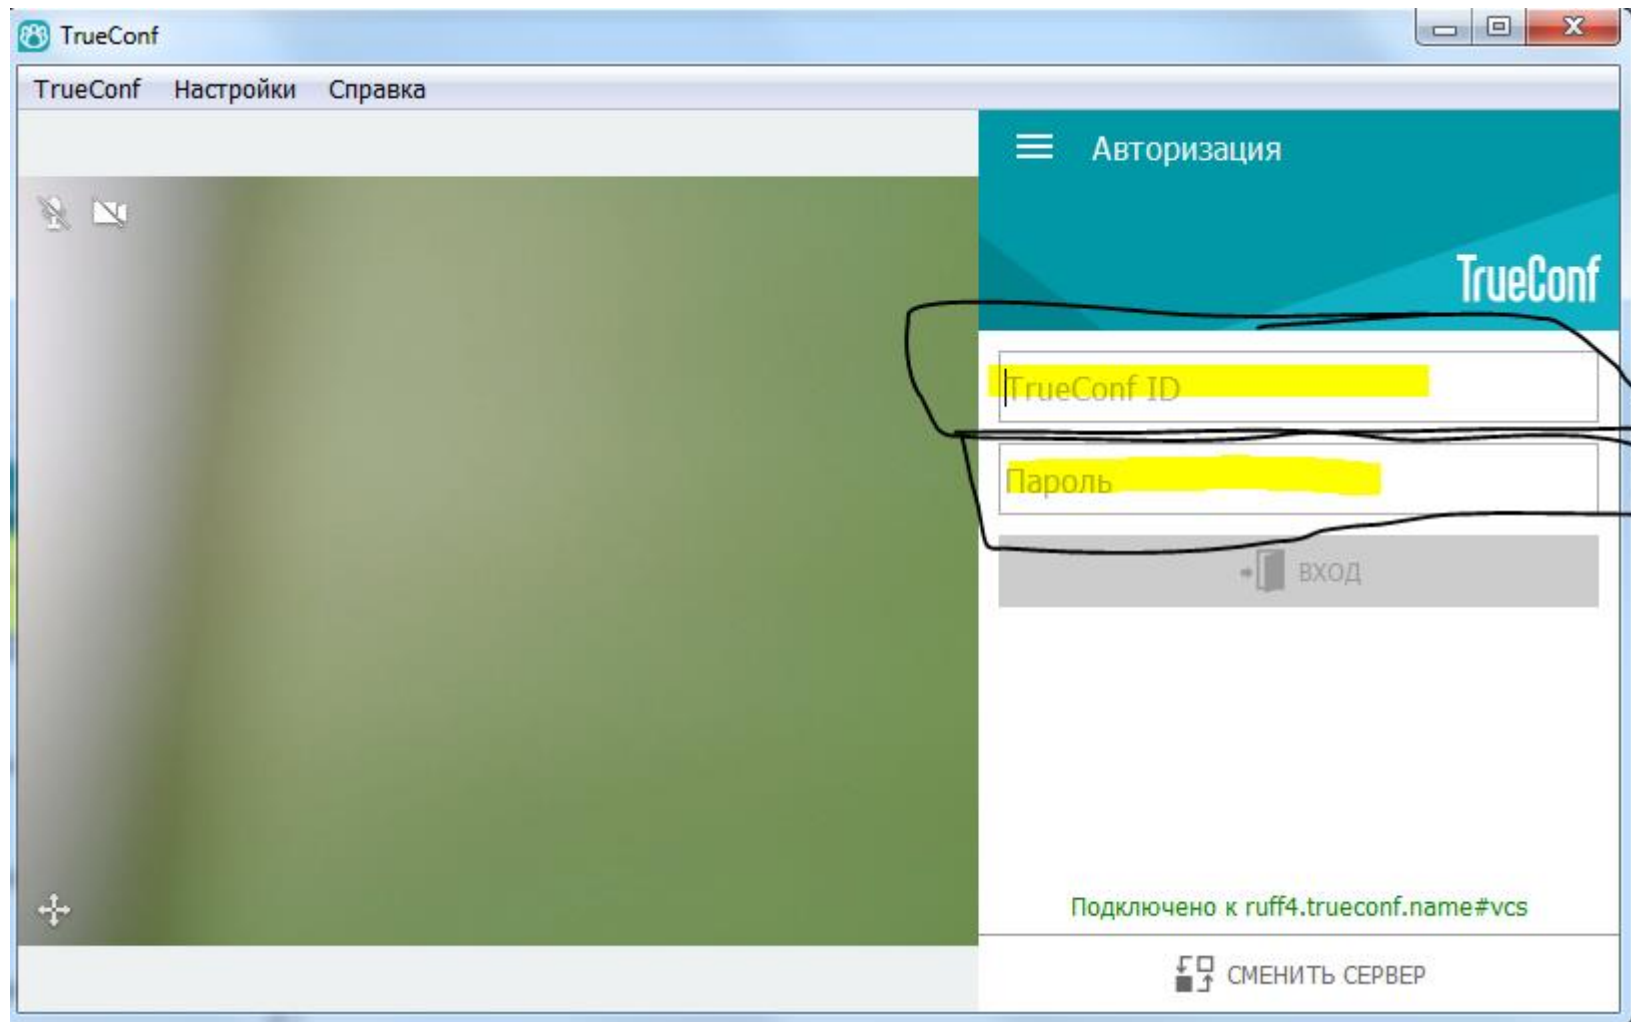 TrueConf
TrueConf Настройки Справка
Авторизация
TrueConf
TrueConf ID
Пароль
ВХОД
Подключено к ruff4.trueconf.name#vcs
СМЕНИТЬ СЕРВЕР